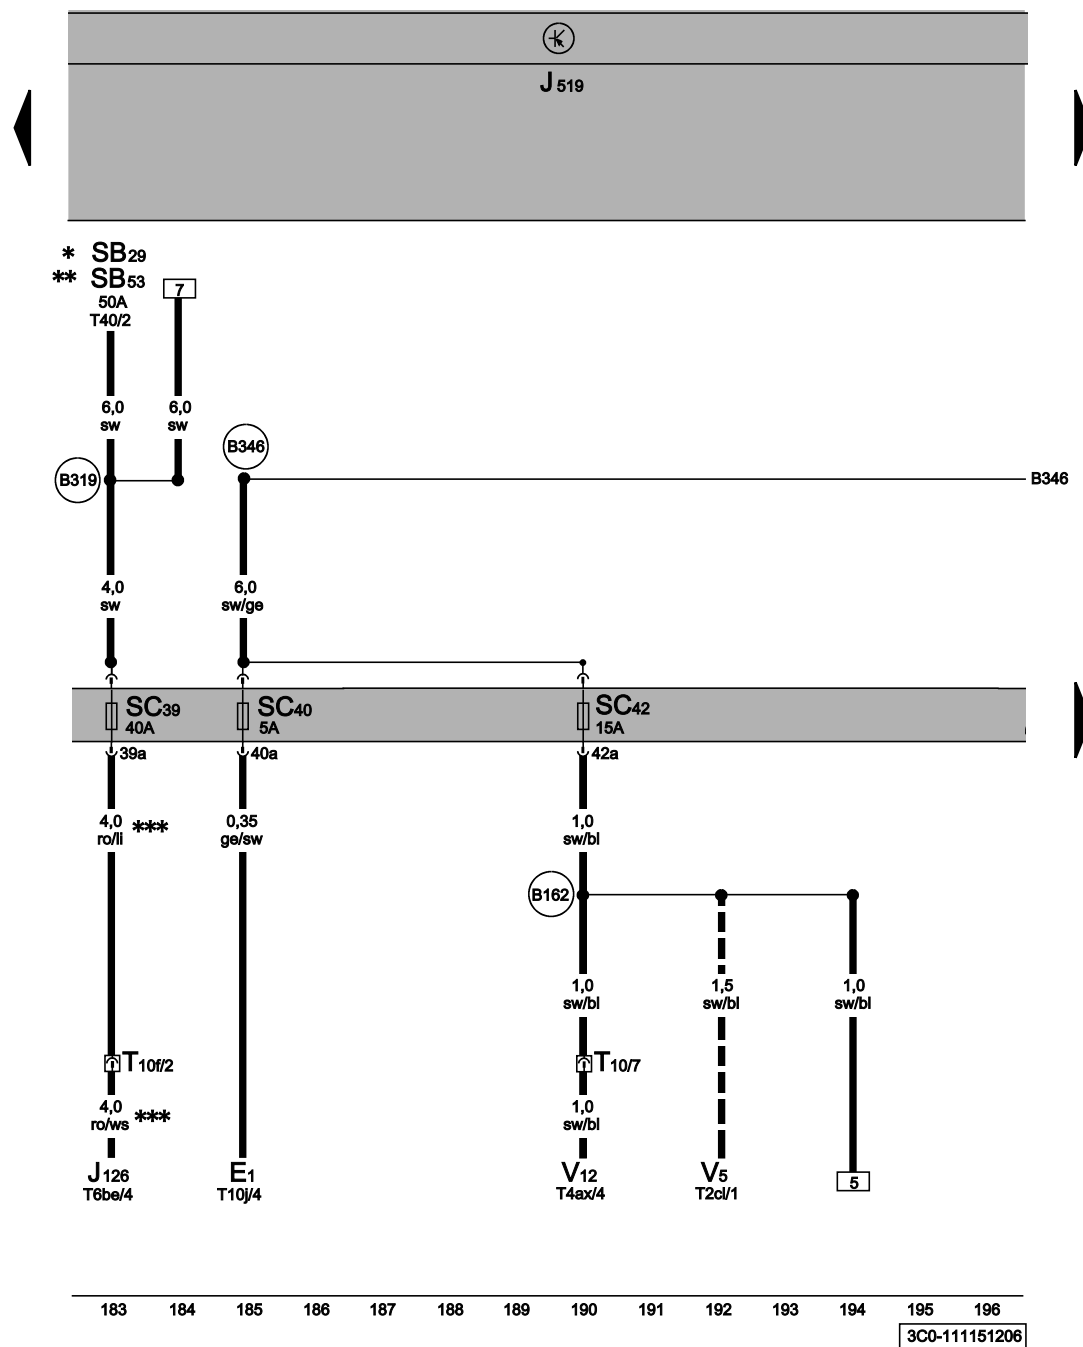 J 519
* SB29
** SB53
50A
T40/2
7
6,0
sw
6,0
sw
B319
B346
B346
4,0
sw
6,0
sw/ge
SC39
40A
SC40
5A
SC42
15A
39a
40a
42a
4,0
ro/li
***
0,35
ge/sw
1,0
sw/bl
B162
1,0
sw/bl
1,5
sw/bl
1,0
sw/bl
T10f/2
T10/7
4,0
ro/ws
***
1,0
sw/bl
J126
T6be/4
E1
T10j/4
V12
T4ax/4
V5
T2cl/1
5
183 184 185 186 187 188 189 190 191 192 193 194 195 196
3C0-111151206